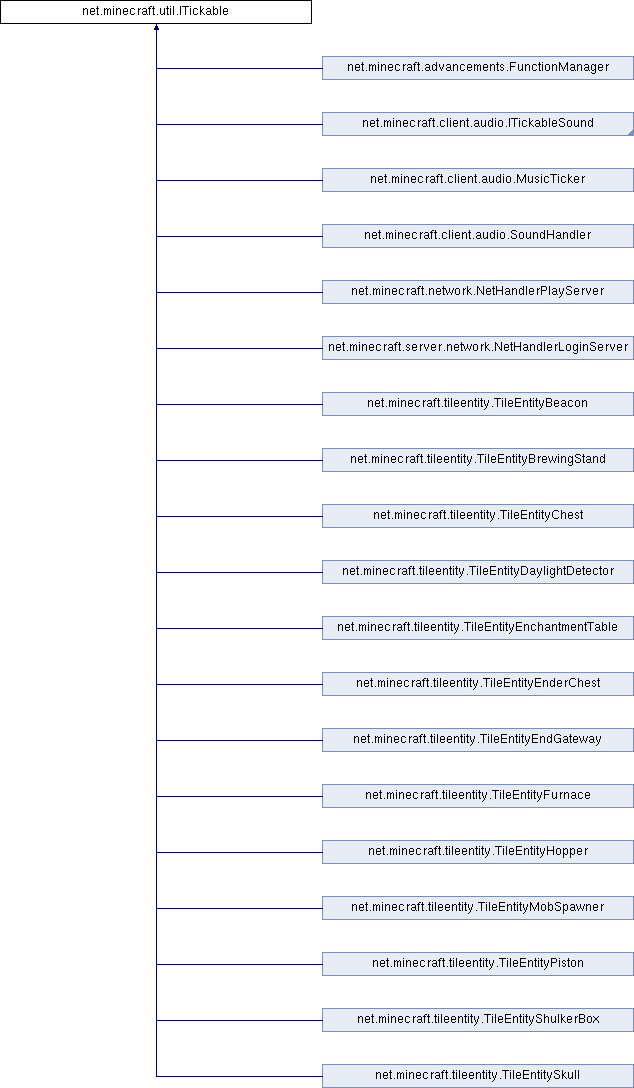 net.minecraft.util.ITickable
net.minecraft.advancements.FunctionManager
net.minecraft.client.audio.ITickableSound
net.minecraft.client.audio.MusicTicker
net.minecraft.client.audio.SoundHandler
net.minecraft.network.NetHandlerPlayServer
net.minecraft.server.network.NetHandlerLoginServer
net.minecraft.tileentity.TileEntityBeacon
net.minecraft.tileentity.TileEntityBrewingStand
net.minecraft.tileentity.TileEntityChest
net.minecraft.tileentity.TileEntityDaylightDetector
net.minecraft.tileentity.TileEntityEnchantmentTable
net.minecraft.tileentity.TileEntityEnderChest
net.minecraft.tileentity.TileEntityEndGateway
net.minecraft.tileentity.TileEntityFurnace
net.minecraft.tileentity.TileEntityHopper
net.minecraft.tileentity.TileEntityMobSpawner
net.minecraft.tileentity.TileEntityPiston
net.minecraft.tileentity.TileEntityShulkerBox
net.minecraft.tileentity.TileEntitySkull